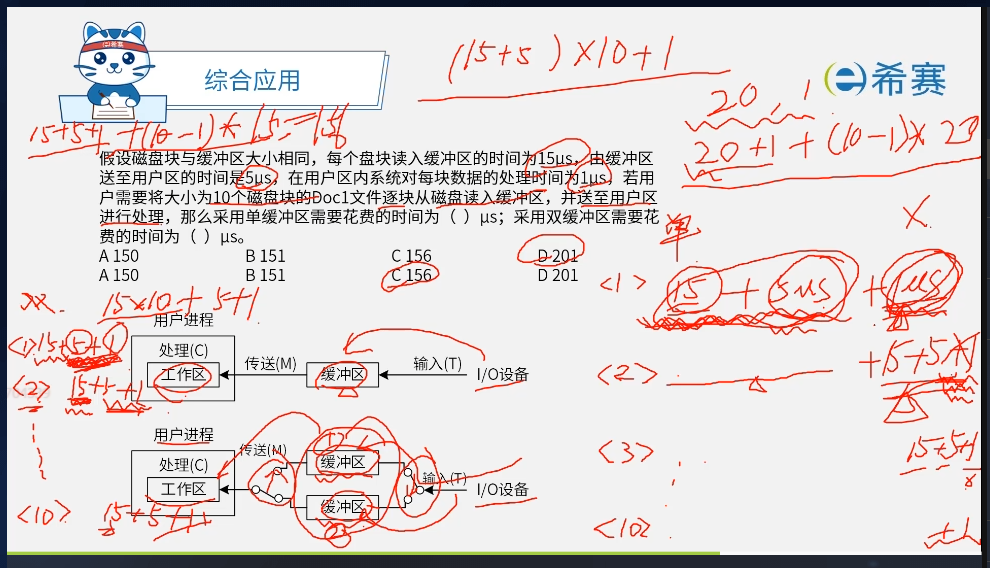 (15+5)×10+1
综合应用
希赛
20,1
15+5+1+(10-1)*15=156
20+1+(10-1)×20
假设磁盘块与缓冲区大小相同，每个盘块读入缓冲区的时间为15μs，由缓冲区
送至用户区的时间是5μs，在用户区内系统对每块数据的处理时间为1μs，若用
户需要将大小为10个磁盘块的Doc1文件逐块从磁盘读入缓冲区，并送至用户区
进行处理，那么采用单缓冲区需要花费的时间为（ ）μs；采用双缓冲区需要花
费的时间为（ ）μs。
A 150 B 151 C 156 D 201
A 150 B 151 C 156 D 201
单
<1> 15+5μs+1μs
15×10+5+1
用户进程
<1>15+5+1
处理(C)
工作区
传送(M)
缓冲区
输入(T)
I/O设备
<2> +15+5+1
<2> 15+5+1
用户进程
处理(C)
工作区
传送(M)
缓冲区
缓冲区
输入(T)
I/O设备
<3> 15+5+1
<10> 15+5+1
<10> +1